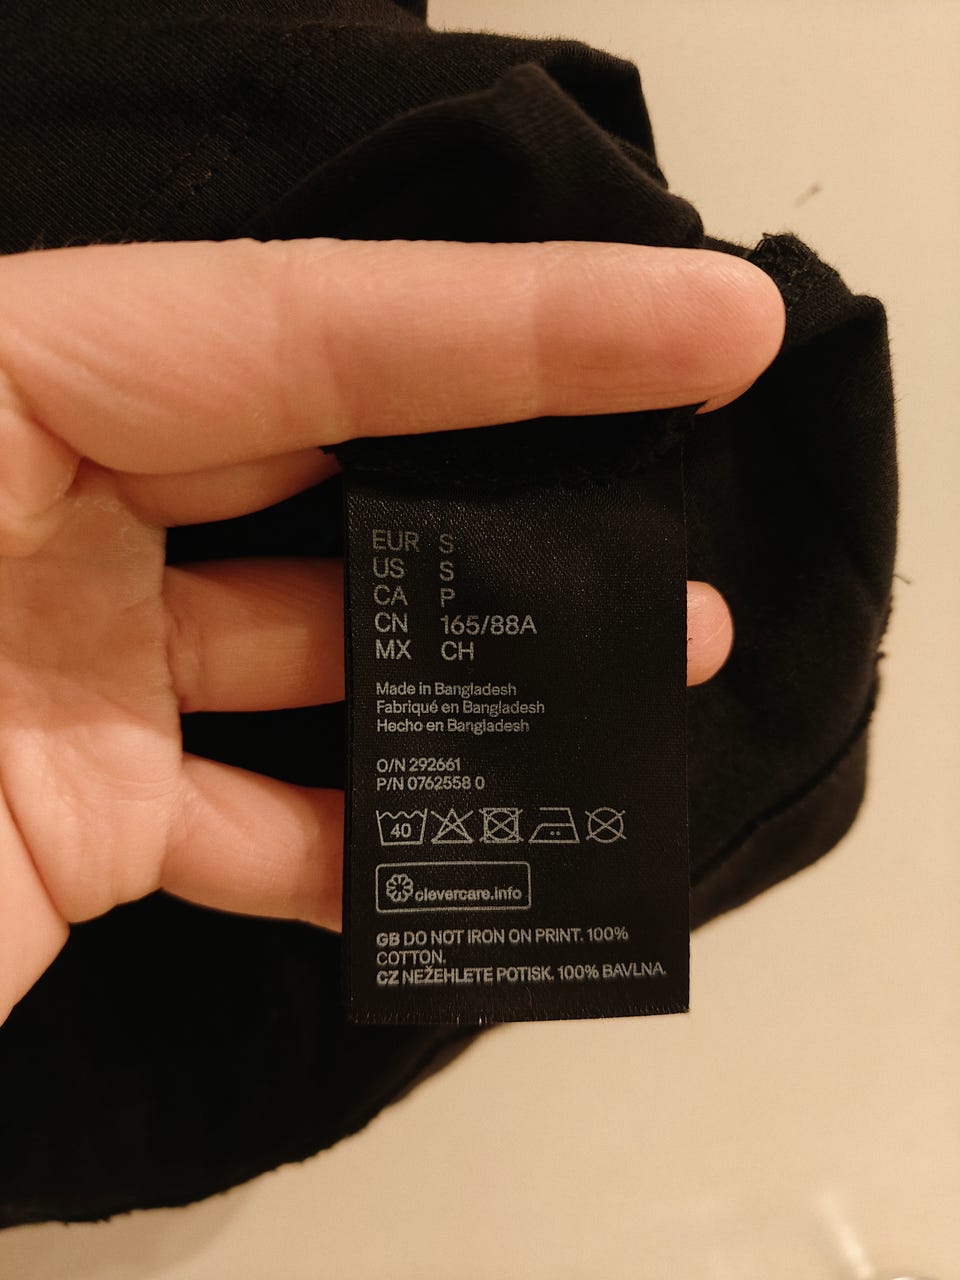 EUR S
US S
CA P
CN 165/88A
MX CH
Made in Bangladesh
Fabriqué en Bangladesh
Hecho en Bangladesh
O/N 292661
P/N 0762558 0
40
clevercare.info
GB DO NOT IRON ON PRINT. 100%
COTTON.
CZ NEŽEHLETE POTISK. 100% BAVLNA.